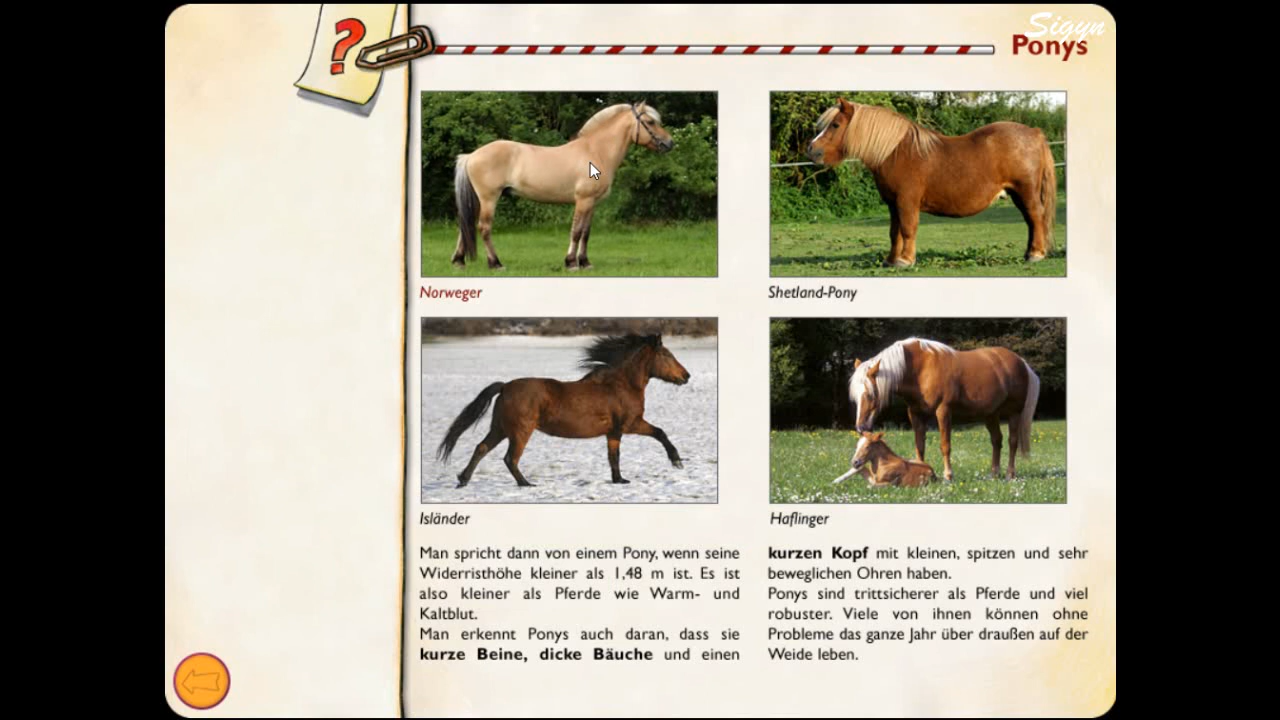 ?
Sigyn
Ponys
Norweger
Shetland-Pony
Isländer
Haflinger
Man spricht dann von einem Pony, wenn seine
Widerristhöhe kleiner als 1,48 m ist. Es ist
also kleiner als Pferde wie Warm- und
Kaltblut.
Man erkennt Ponys auch daran, dass sie
kurze Beine, dicke Bäuche und einen
kurzen Kopf mit kleinen, spitzen und sehr
beweglichen Ohren haben.
Ponys sind trittsicherer als Pferde und viel
robuster. Viele von ihnen können ohne
Probleme das ganze Jahr über draußen auf der
Weide leben.